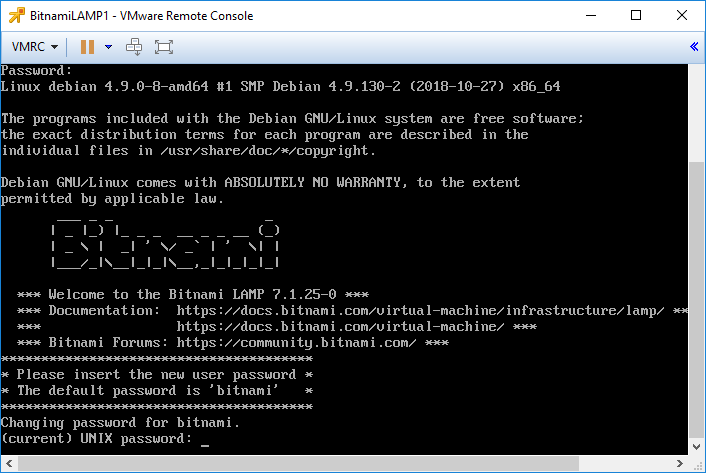 BitnamiLAMP1 - VMware Remote Console
VMRC
Password:
Linux debian 4.9.0-8-amd64 #1 SMP Debian 4.9.130-2 (2018-10-27) x86_64
The programs included with the Debian GNU/Linux system are free software;
the exact distribution terms for each program are described in the
individual files in /usr/share/doc/*/copyright.
Debian GNU/Linux comes with ABSOLUTELY NO WARRANTY, to the extent
permitted by applicable law.
Bitnami
*** Welcome to the Bitnami LAMP 7.1.25-0 ***
*** Documentation:  https://docs.bitnami.com/virtual-machine/infrastructure/lamp/ **
***                 https://docs.bitnami.com/virtual-machine/ ***
*** Bitnami Forums: https://community.bitnami.com/ ***
***************************************
* Please insert the new user password *
* The default password is 'bitnami'   *
***************************************
Changing password for bitnami.
(current) UNIX password: _